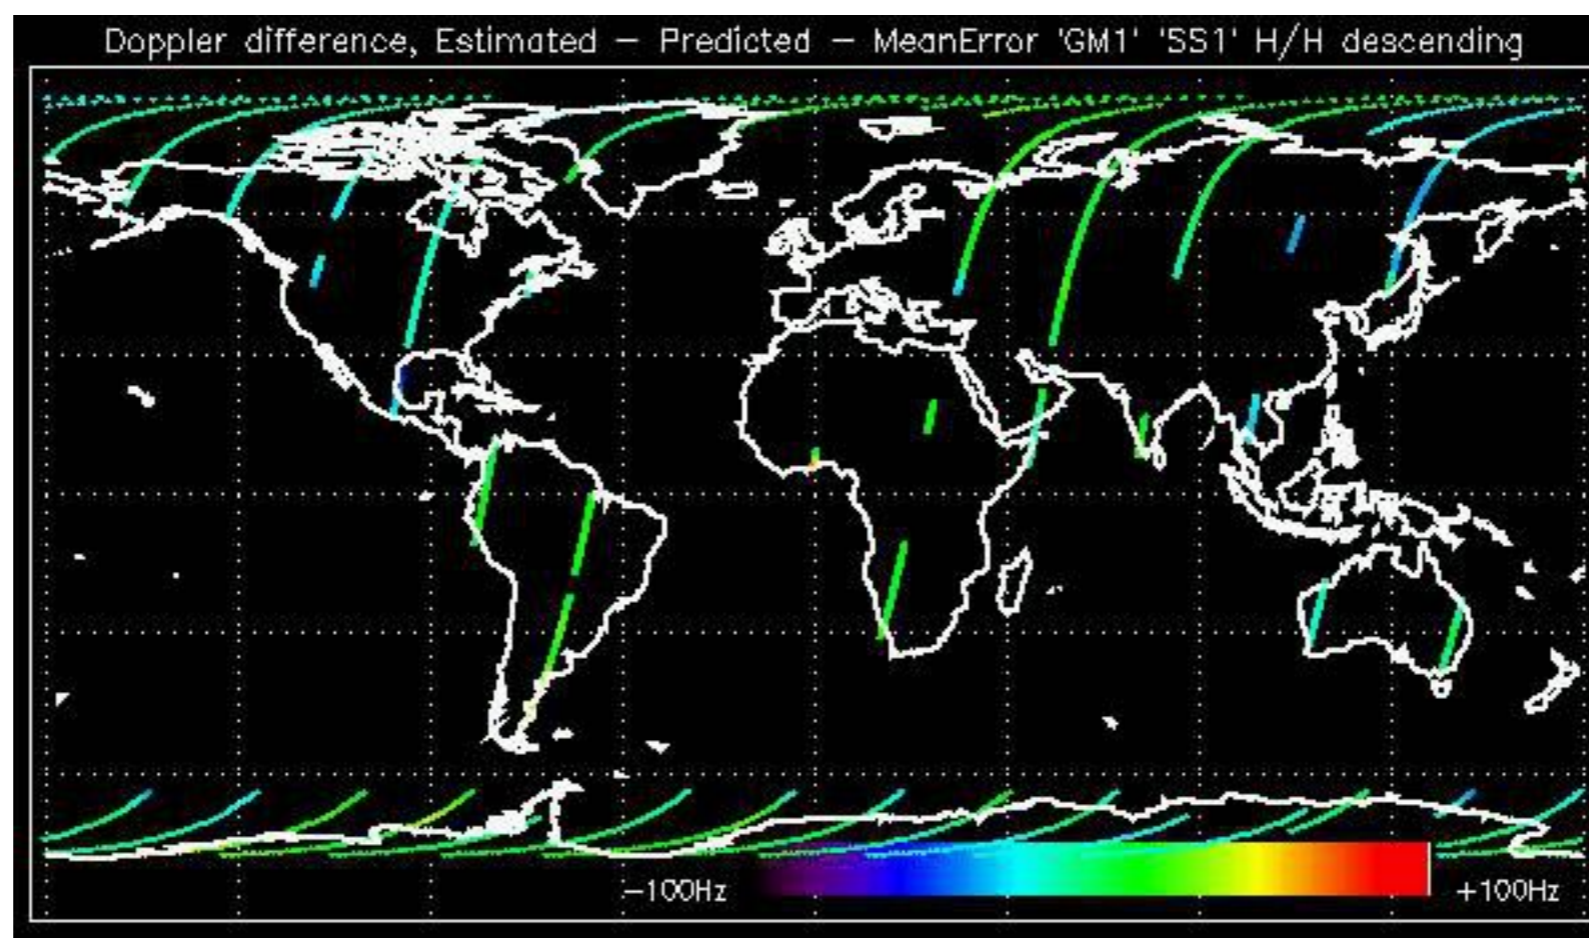 Doppler difference, Estimated – Predicted – MeanError 'GM1' 'SS1' H/H descending
–100Hz +100Hz